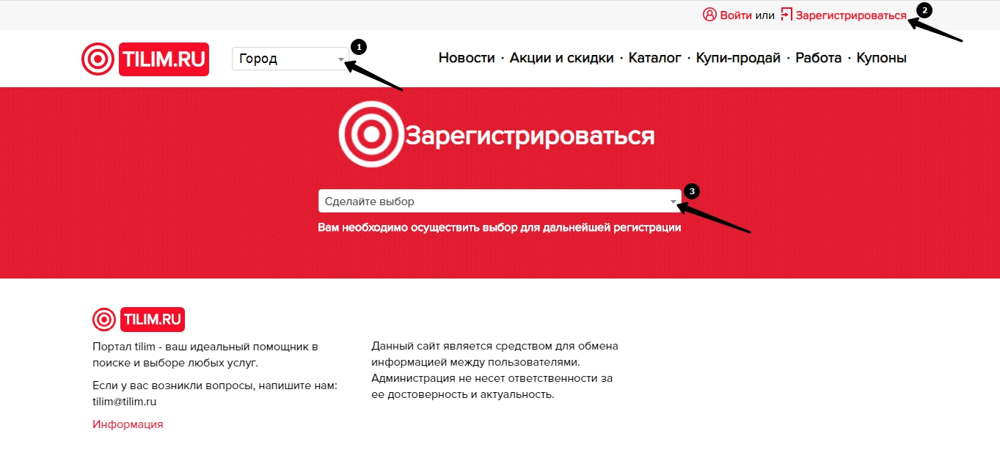 Войти или Зарегистрироваться 2
TILIM.RU Город 1 Новости · Акции и скидки · Каталог · Купи-продай · Работа · Купоны
Зарегистрироваться
Сделайте выбор 3
Вам необходимо осуществить выбор для дальнейшей регистрации
TILIM.RU
Портал tilim - ваш идеальный помощник в
поиске и выборе любых услуг.
Если у вас возникли вопросы, напишите нам:
tilim@tilim.ru
Информация
Данный сайт является средством для обмена
информацией между пользователями.
Администрация не несет ответственности за
ее достоверность и актуальность.